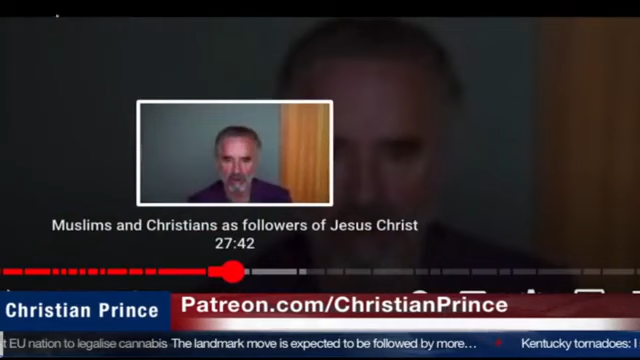 Muslims and Christians as followers of Jesus Christ
27:42
Christian Prince
Patreon.com/ChristianPrince
EU nation to legalise cannabis The landmark move is expected to be followed by more... Kentucky tornadoes: